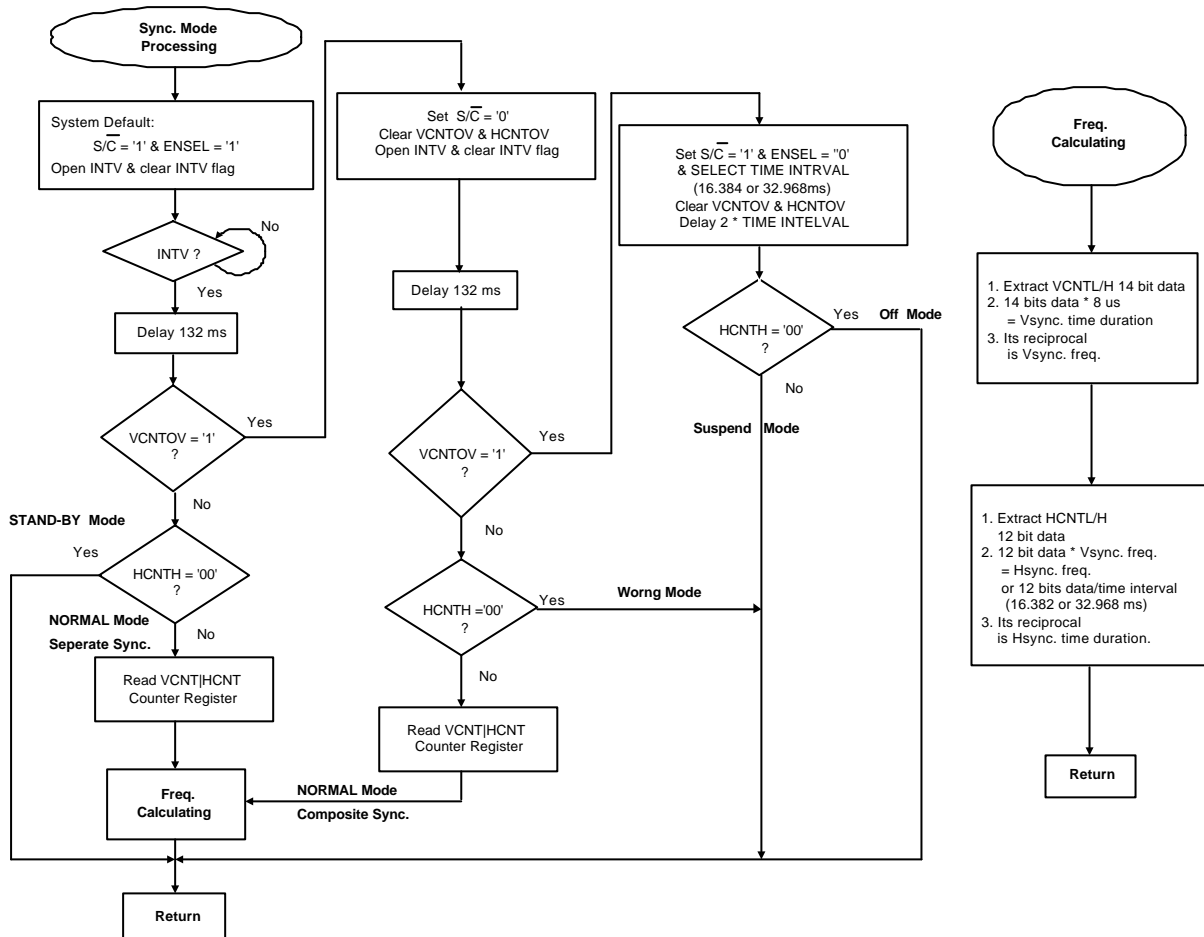 Sync. Mode
Processing
System Default:
S/C̅ = '1' & ENSEL = '1'
Open INTV & clear INTV flag
INTV ?
No
Yes
Delay 132 ms
VCNTOV = '1'
?
Yes
No
STAND-BY Mode
Yes
HCNTH = '00'
?
NORMAL Mode
Seperate Sync.
No
Read VCNT|HCNT
Counter Register
Freq.
Calculating
Return
Set S/C̅ = '0'
Clear VCNTOV & HCNTOV
Open INTV & clear INTV flag
Delay 132 ms
VCNTOV = '1'
?
Yes
No
HCNTH ='00'
?
Yes
Worng Mode
No
Read VCNT|HCNT
Counter Register
NORMAL Mode
Composite Sync.
Set S/C̅ = '1' & ENSEL = "0'
& SELECT TIME INTRVAL
(16.384 or 32.968ms)
Clear VCNTOV & HCNTOV
Delay 2 * TIME INTELVAL
HCNTH = '00'
?
Yes
Off Mode
No
Suspend Mode
Freq.
Calculating
1. Extract VCNTL/H 14 bit data
2. 14 bits data * 8 us
= Vsync. time duration
3. Its reciprocal
is Vsync. freq.
1. Extract HCNTL/H
12 bit data
2. 12 bit data * Vsync. freq.
= Hsync. freq.
or 12 bits data/time interval
(16.382 or 32.968 ms)
3. Its reciprocal
is Hsync. time duration.
Return